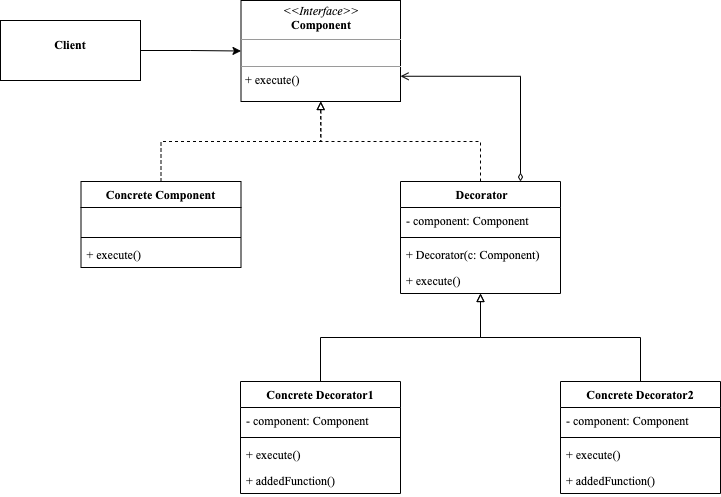 <<Interface>>
Component
+ execute()
Client
Concrete Component
+ execute()
Decorator
- component: Component
+ Decorator(c: Component)
+ execute()
Concrete Decorator1
- component: Component
+ execute()
+ addedFunction()
Concrete Decorator2
- component: Component
+ execute()
+ addedFunction()